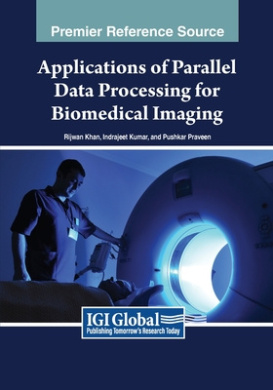 Premier Reference Source
Applications of Parallel
Data Processing for
Biomedical Imaging
Rijwan Khan, Indrajeet Kumar, and Pushkar Praveen
IGI Global
Publishing Tomorrow's Research Today